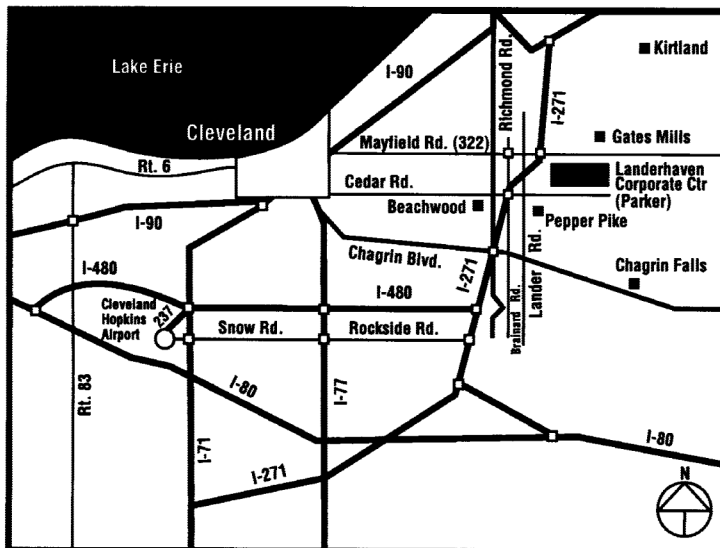 Lake Erie
Kirtland
I-90
Richmond Rd.
I-271
Cleveland
Mayfield Rd. (322)
Gates Mills
Rt. 6
Landerhaven
Corporate Ctr
(Parker)
Cedar Rd.
Beachwood
Pepper Pike
I-90
Chagrin Blvd.
I-271
Lander Rd.
Brainard Rd.
Chagrin Falls
I-480
I-480
Cleveland
Hopkins
Airport
237
Snow Rd.
Rockside Rd.
Rt. 83
I-80
I-77
I-71
I-80
I-271
N